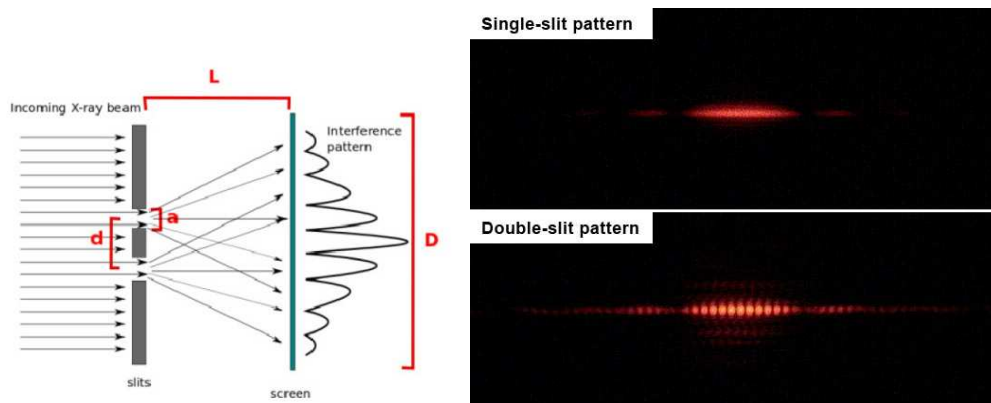 Single-slit pattern
L
Incoming X-ray beam
Interference
pattern
a
d
D
Double-slit pattern
slits
screen